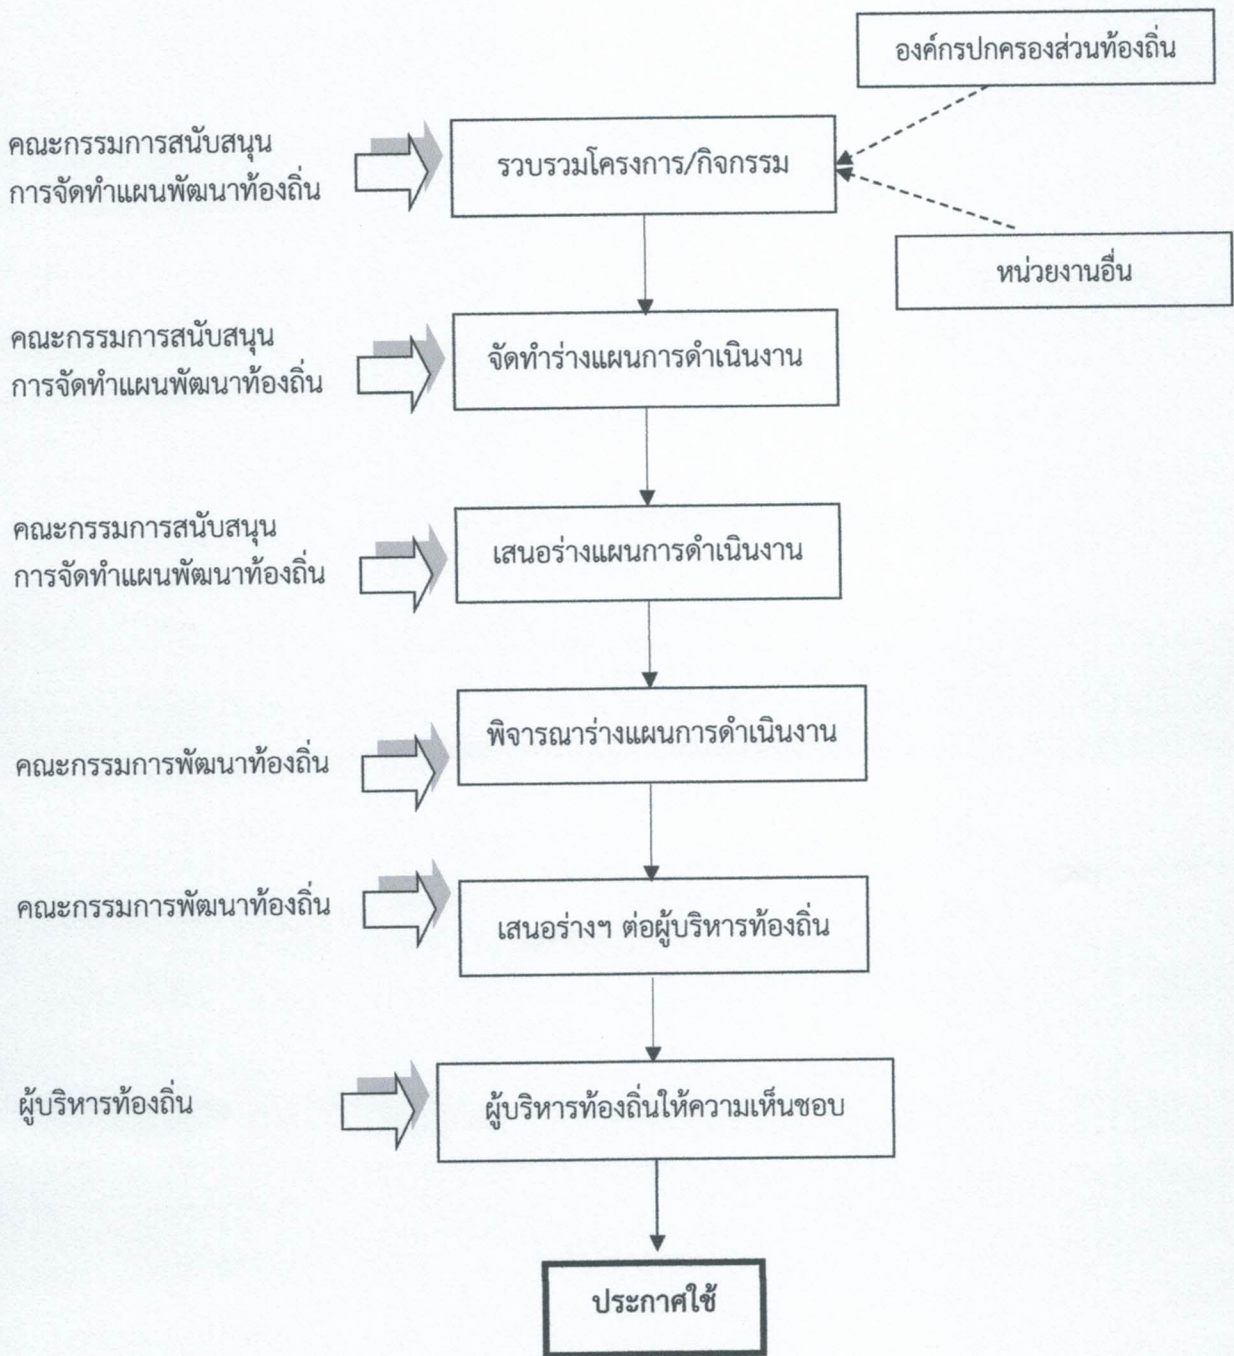 องค์กรปกครองส่วนท้องถิ่น
คณะกรรมการสนับสนุน
การจัดทำแผนพัฒนาท้องถิ่น
รวบรวมโครงการ/กิจกรรม
หน่วยงานอื่น
คณะกรรมการสนับสนุน
การจัดทำแผนพัฒนาท้องถิ่น
จัดทำร่างแผนการดำเนินงาน
คณะกรรมการสนับสนุน
การจัดทำแผนพัฒนาท้องถิ่น
เสนอร่างแผนการดำเนินงาน
คณะกรรมการพัฒนาท้องถิ่น
พิจารณาร่างแผนการดำเนินงาน
คณะกรรมการพัฒนาท้องถิ่น
เสนอร่างฯ ต่อผู้บริหารท้องถิ่น
ผู้บริหารท้องถิ่น
ผู้บริหารท้องถิ่นให้ความเห็นชอบ
ประกาศใช้